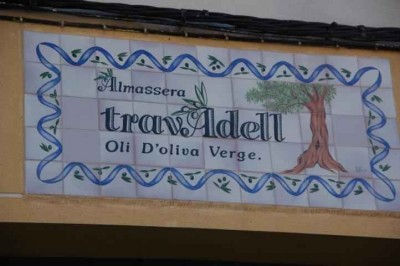 Almassera
travAdell
Oli D'oliva Verge.